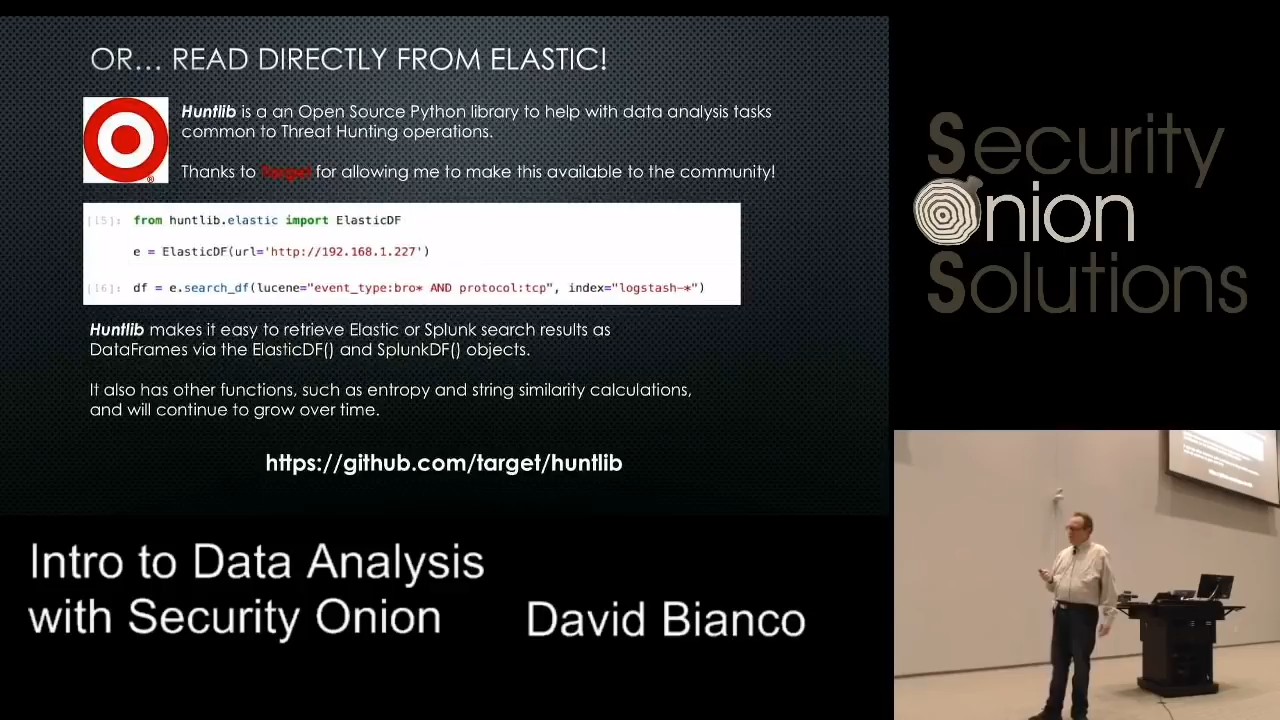 OR... READ DIRECTLY FROM ELASTIC!
Huntlib is a an Open Source Python library to help with data analysis tasks
common to Threat Hunting operations.
Thanks to Target for allowing me to make this available to the community!
[15]: from huntlib.elastic import ElasticDF
e = ElasticDF(url='http://192.168.1.227')
[16]: df = e.search_df(lucene="event_type:bro* AND protocol:tcp", index="logstash-*")
Huntlib makes it easy to retrieve Elastic or Splunk search results as
DataFrames via the ElasticDF() and SplunkDF() objects.
It also has other functions, such as entropy and string similarity calculations,
and will continue to grow over time.
https://github.com/target/huntlib
Security
Onion
Solutions
Intro to Data Analysis
with Security Onion
David Bianco